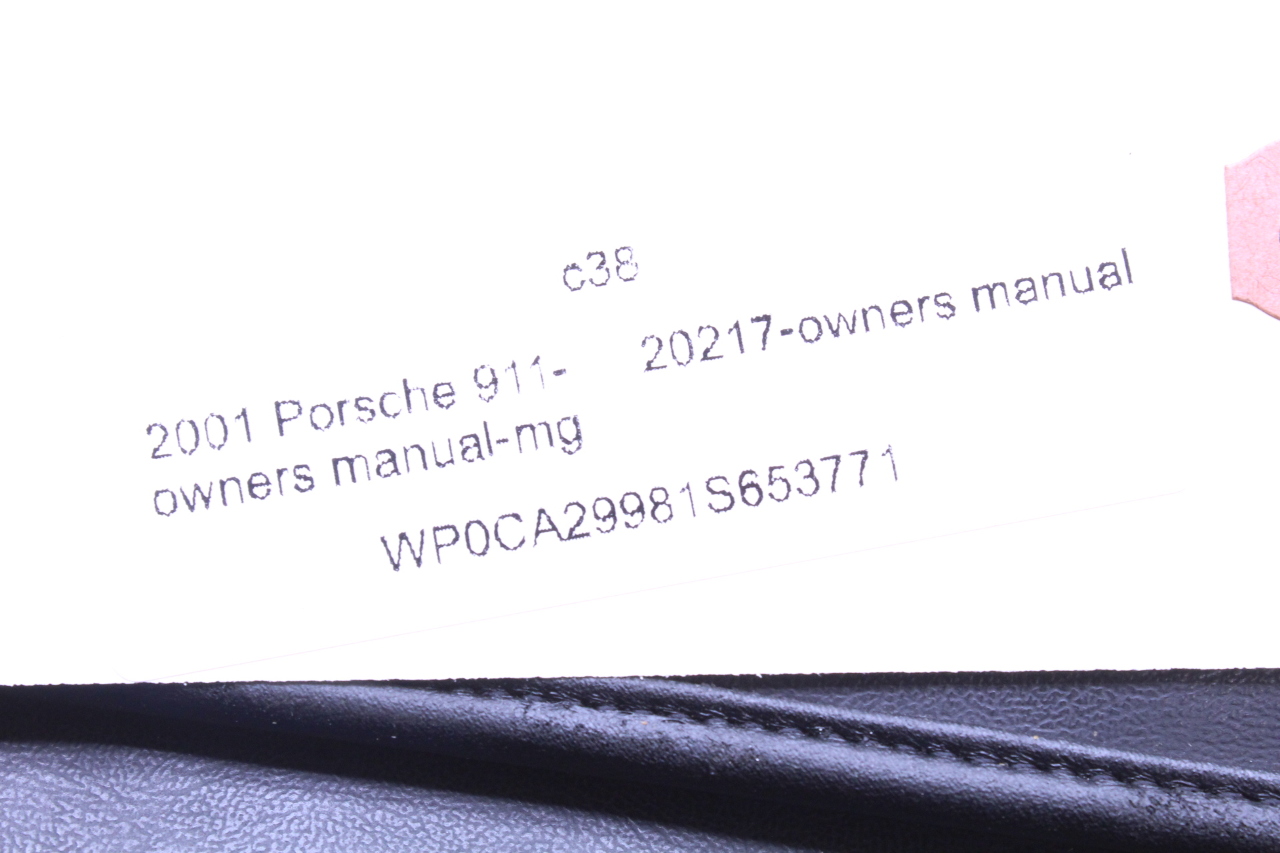 c38
2001 Porsche 911-
owners manual-mg
20217-owners manual
WP0CA29981S653771